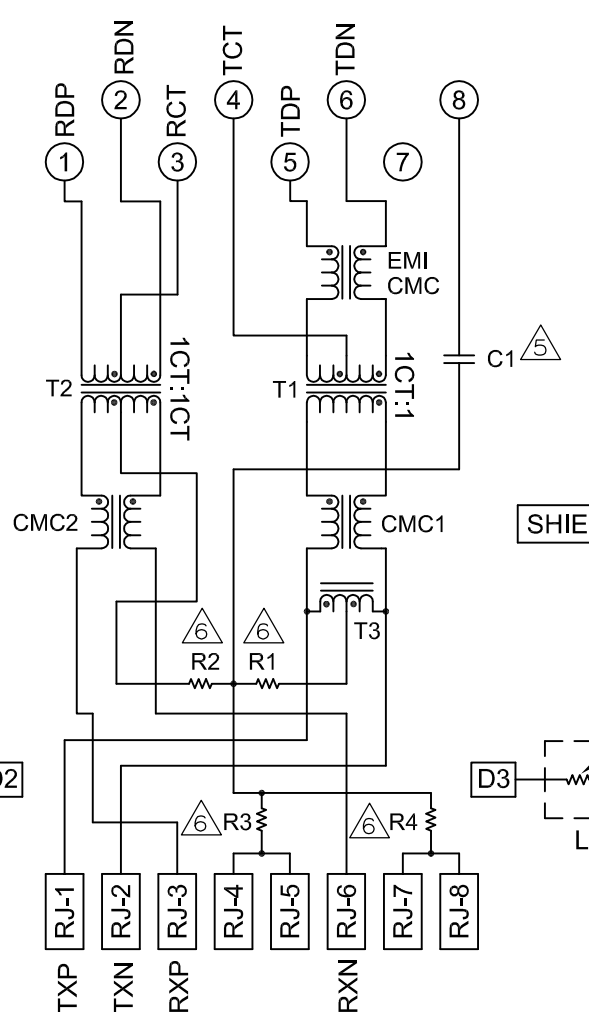 RDP
RDN
RCT
TCT
TDP
TDN
1
2
3
4
5
6
7
8
EMI
CMC
T2
1CT:1CT
T1
1CT:1
C1
5
CMC2
CMC1
SHIE
T3
6
6
R2
R1
D3
6
R3
6
R4
L
RJ-1
RJ-2
RJ-3
RJ-4
RJ-5
RJ-6
RJ-7
RJ-8
TXP
TXN
RXP
RXN